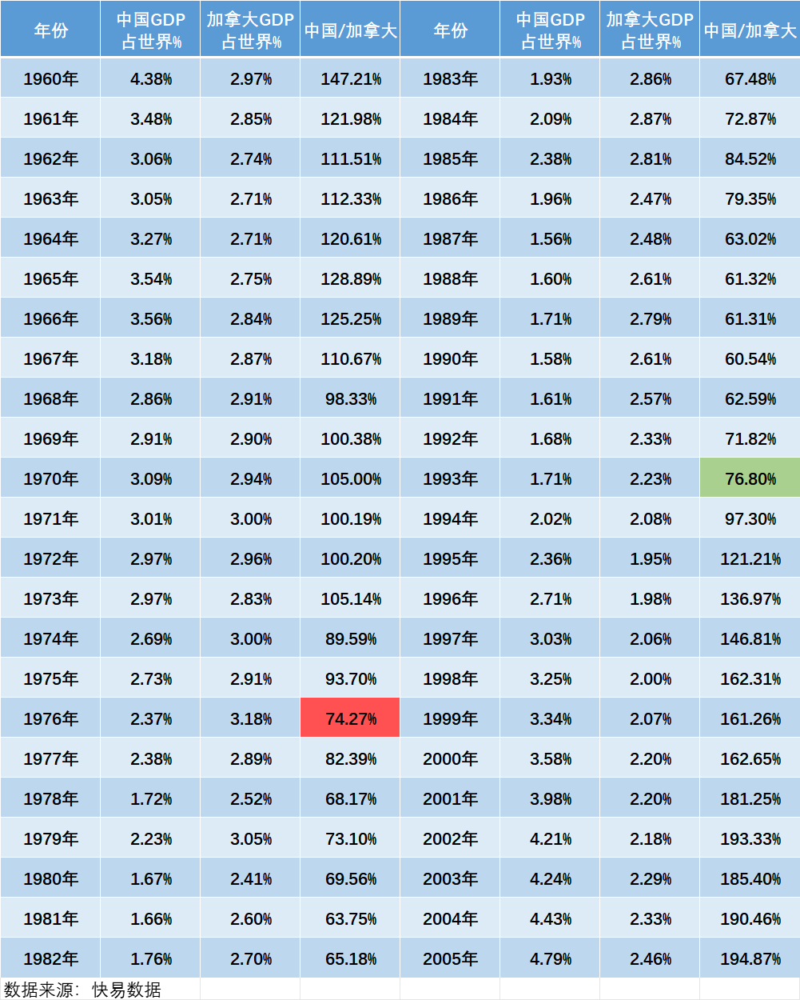 年份 中国GDP占世界% 加拿大GDP占世界% 中国/加拿大 年份 中国GDP占世界% 加拿大GDP占世界% 中国/加拿大
1960年 4.38% 2.97% 147.21% 1983年 1.93% 2.86% 67.48%
1961年 3.48% 2.85% 121.98% 1984年 2.09% 2.87% 72.87%
1962年 3.06% 2.74% 111.51% 1985年 2.38% 2.81% 84.52%
1963年 3.05% 2.71% 112.33% 1986年 1.96% 2.47% 79.35%
1964年 3.27% 2.71% 120.61% 1987年 1.56% 2.48% 63.02%
1965年 3.54% 2.75% 128.89% 1988年 1.60% 2.61% 61.32%
1966年 3.56% 2.84% 125.25% 1989年 1.71% 2.79% 61.31%
1967年 3.18% 2.87% 110.67% 1990年 1.58% 2.61% 60.54%
1968年 2.86% 2.91% 98.33% 1991年 1.61% 2.57% 62.59%
1969年 2.91% 2.90% 100.38% 1992年 1.68% 2.33% 71.82%
1970年 3.09% 2.94% 105.00% 1993年 1.71% 2.23% 76.80%
1971年 3.01% 3.00% 100.19% 1994年 2.02% 2.08% 97.30%
1972年 2.97% 2.96% 100.20% 1995年 2.36% 1.95% 121.21%
1973年 2.97% 2.83% 105.14% 1996年 2.71% 1.98% 136.97%
1974年 2.69% 3.00% 89.59% 1997年 3.03% 2.06% 146.81%
1975年 2.73% 2.91% 93.70% 1998年 3.25% 2.00% 162.31%
1976年 2.37% 3.18% 74.27% 1999年 3.34% 2.07% 161.26%
1977年 2.38% 2.89% 82.39% 2000年 3.58% 2.20% 162.65%
1978年 1.72% 2.52% 68.17% 2001年 3.98% 2.20% 181.25%
1979年 2.23% 3.05% 73.10% 2002年 4.21% 2.18% 193.33%
1980年 1.67% 2.41% 69.56% 2003年 4.24% 2.29% 185.40%
1981年 1.66% 2.60% 63.75% 2004年 4.43% 2.33% 190.46%
1982年 1.76% 2.70% 65.18% 2005年 4.79% 2.46% 194.87%
数据来源：快易数据